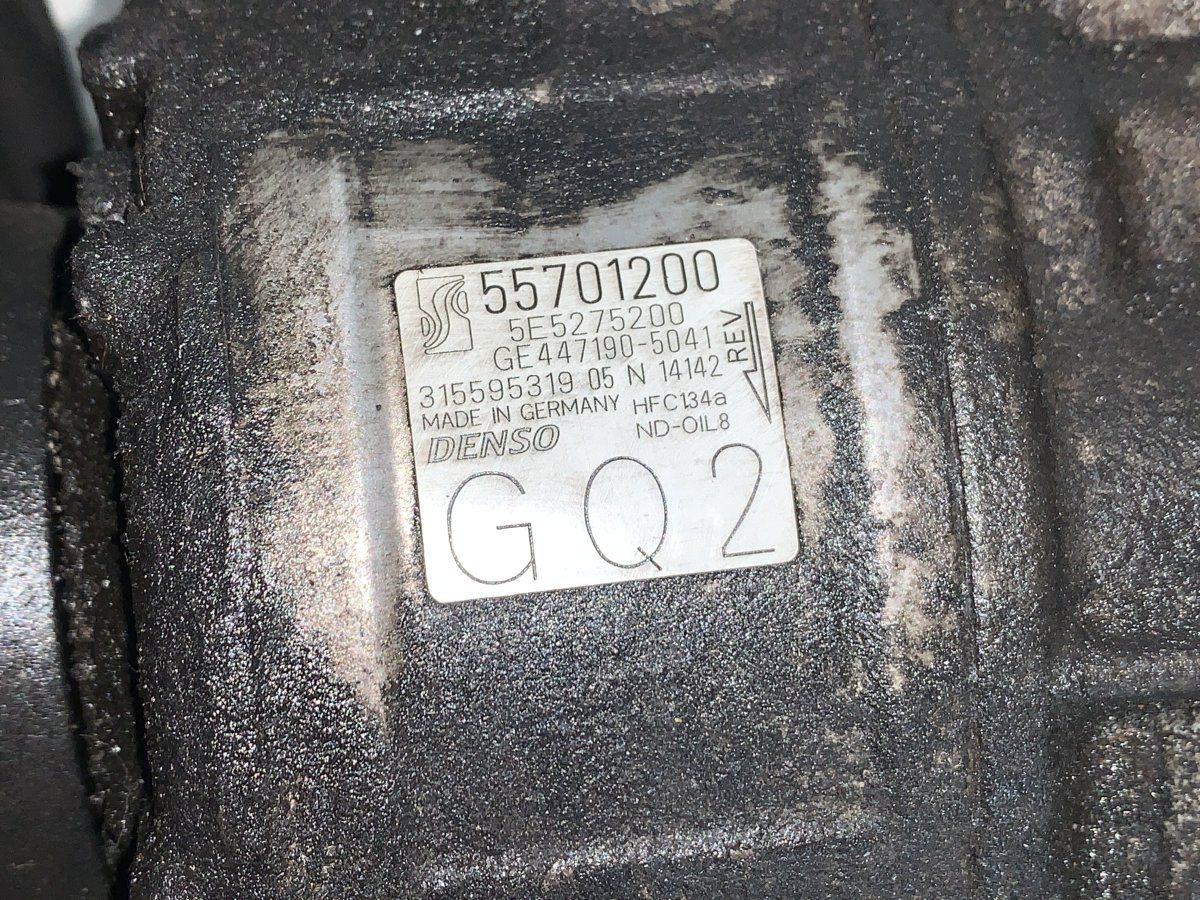 55701200
5E5275200
GE447190-5041
REV
315595319 05 N 14142
MADE IN GERMANY HFC134a
DENSO ND-OIL8
GQ2